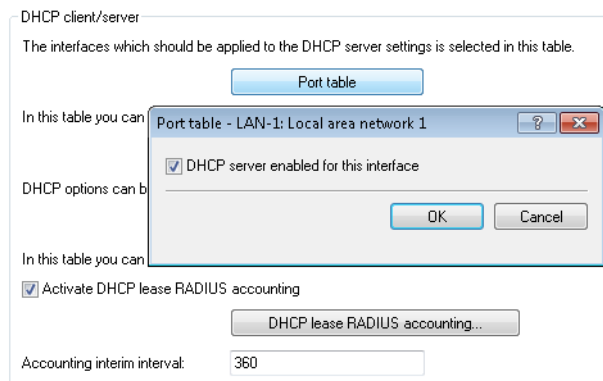 DHCP client/server
The interfaces which should be applied to the DHCP server settings is selected in this table.
Port table
In this table you can
Port table - LAN-1: Local area network 1
DHCP server enabled for this interface
DHCP options can b
OK Cancel
In this table you can
Activate DHCP lease RADIUS accounting
DHCP lease RADIUS accounting...
Accounting interim interval: 360